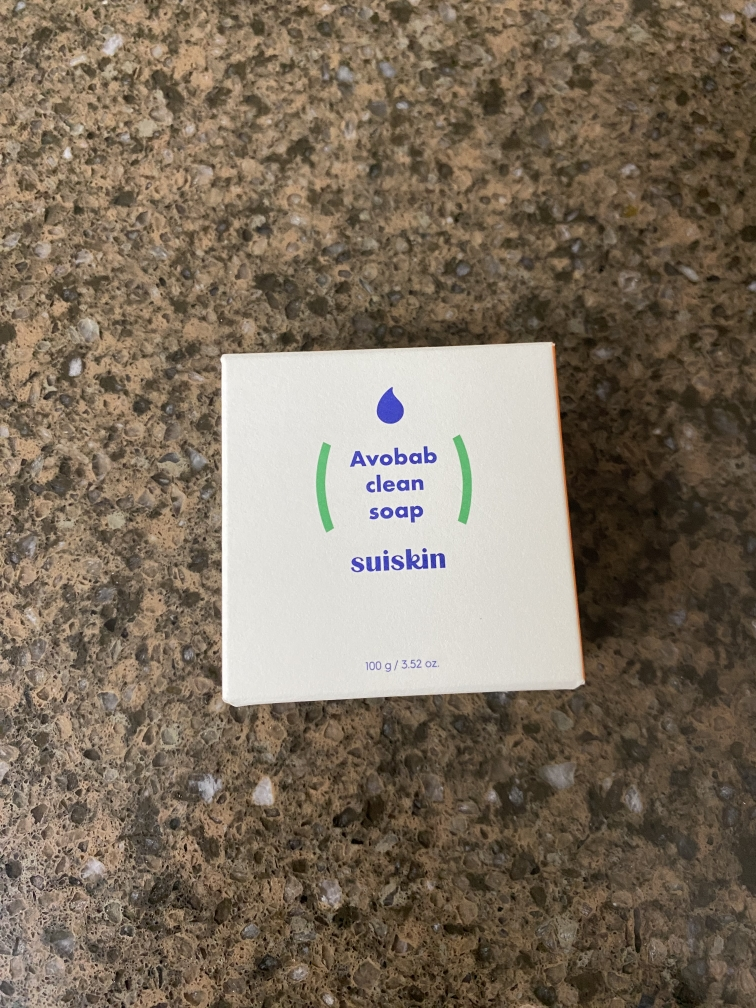 Avobab
clean
soap
suiskin
100 g / 3.52 oz.